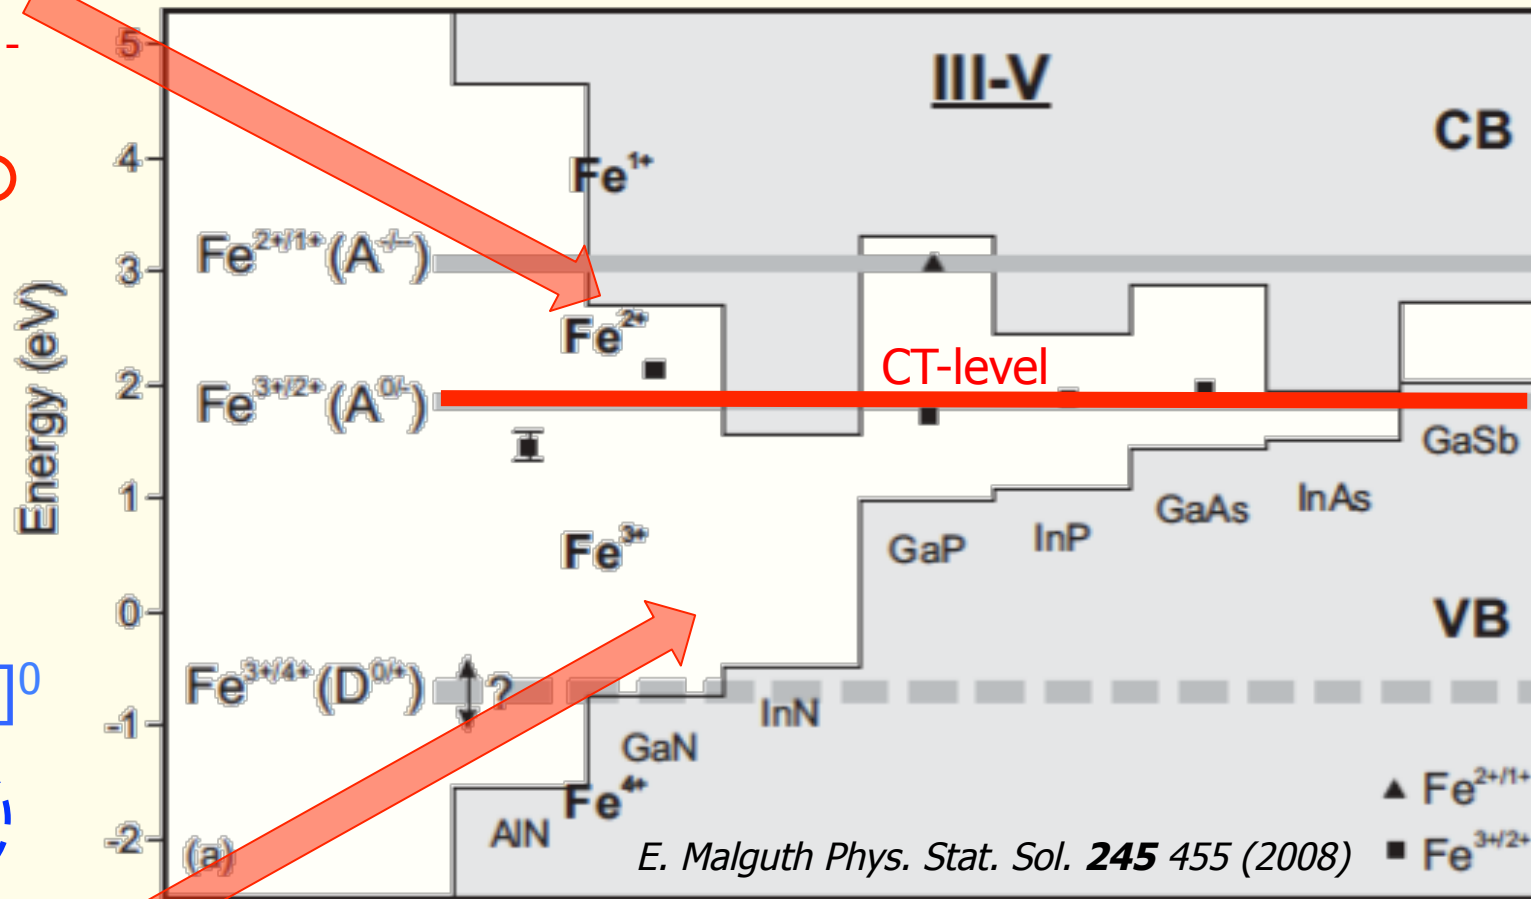 -
5
III-V
CB
4
Fe¹⁺
Fe²⁺/¹⁺(A⁻/⁻⁻)
3
Energy (eV)
Fe²⁺
CT-level
2
Fe³⁺/²⁺(A⁰/⁻)
GaSb
1
InAs
GaAs
InP
GaP
Fe³⁺
0
VB
]⁰
Fe³⁺/⁴⁺(D⁰/⁺)
?
-1
InN
GaN
Fe⁴⁺
AlN
-2
(a)
▲ Fe²⁺/¹⁺
■ Fe³⁺/²⁺
E. Malguth Phys. Stat. Sol. 245 455 (2008)